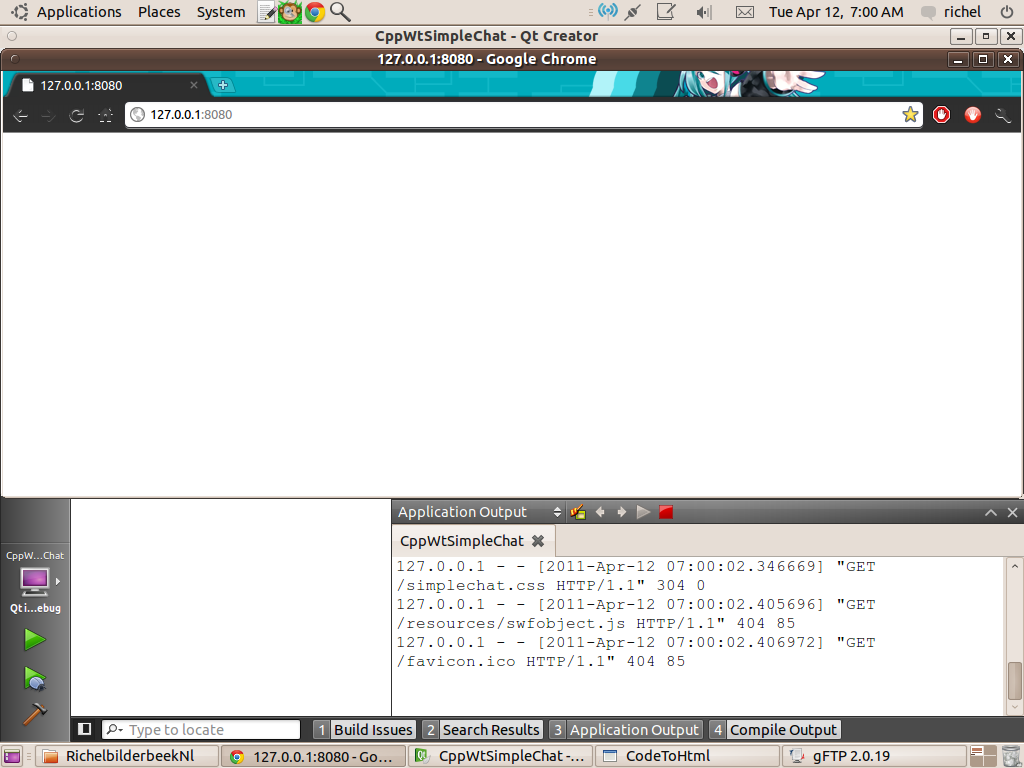 Applications Places System Tue Apr 12, 7:00 AM richel
CppWtSimpleChat - Qt Creator
127.0.0.1:8080 - Google Chrome
127.0.0.1:8080
127.0.0.1:8080
Application Output
CppW...Chat
CppWtSimpleChat
127.0.0.1 - - [2011-Apr-12 07:00:02.346669] "GET
/simplechat.css HTTP/1.1" 304 0
127.0.0.1 - - [2011-Apr-12 07:00:02.405696] "GET
/resources/swfobject.js HTTP/1.1" 404 85
127.0.0.1 - - [2011-Apr-12 07:00:02.406972] "GET
/favicon.ico HTTP/1.1" 404 85
Qt i...ebug
Type to locate 1 Build Issues 2 Search Results 3 Application Output 4 Compile Output
RichelbilderbeekNl 127.0.0.1:8080 - Go... CppWtSimpleChat -... CodeToHtml gFTP 2.0.19